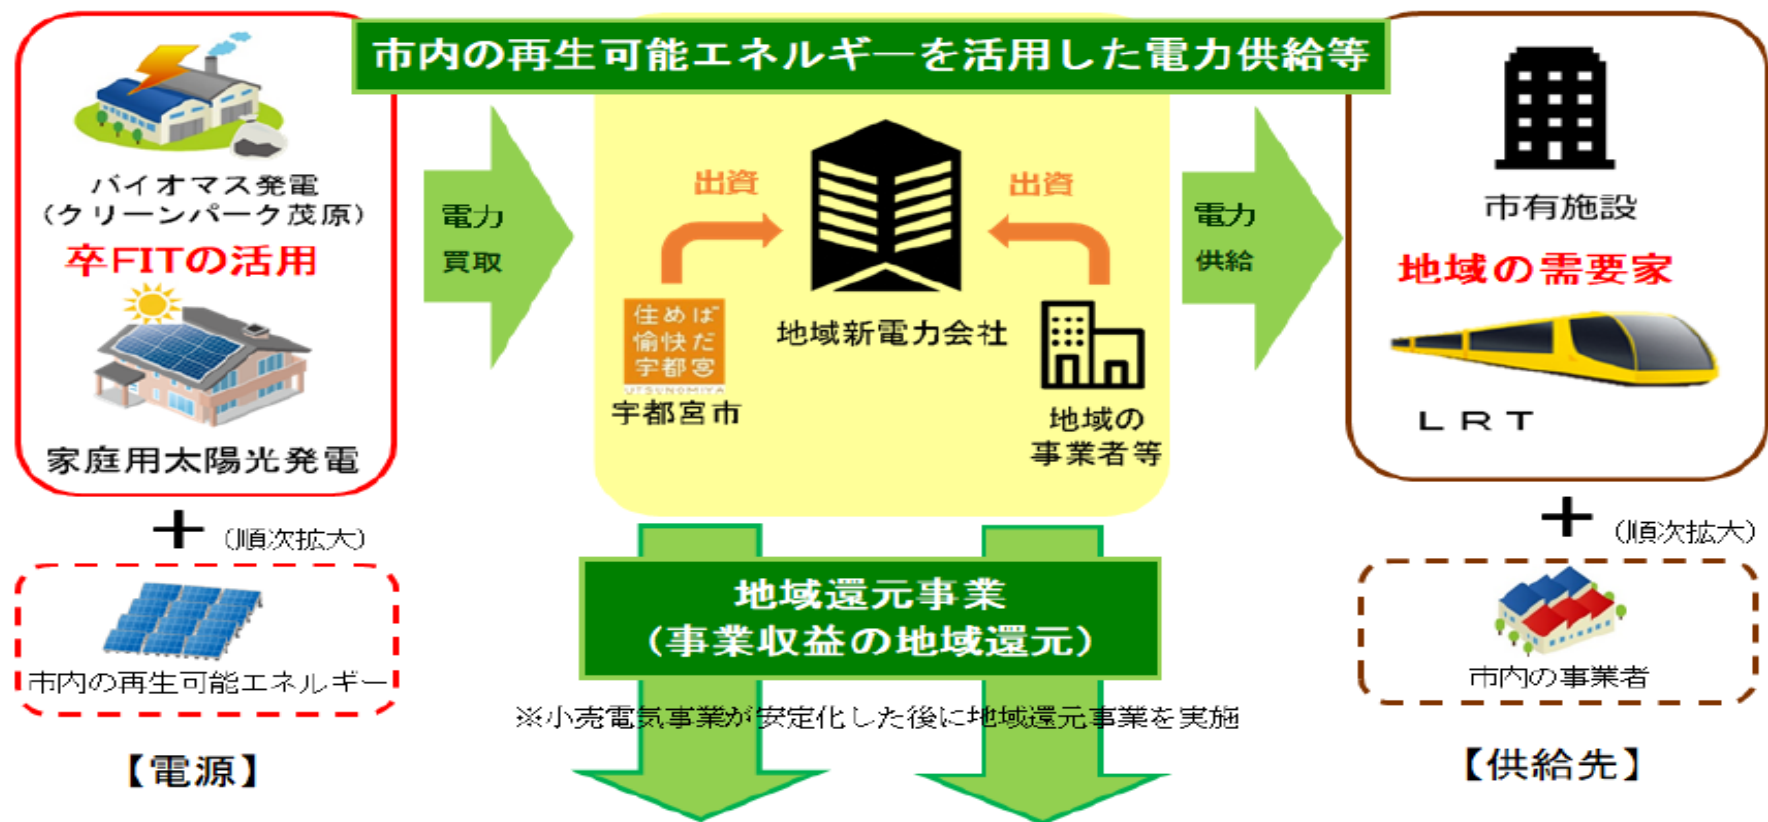 市内の再生可能エネルギーを活用した電力供給等
バイオマス発電
（クリーンパーク茂原）
卒FITの活用
家庭用太陽光発電
＋（順次拡大）
市内の再生可能エネルギー
【電源】
電力
買取
出資
出資
地域新電力会社
住めば
愉快だ
宇都宮
UTSUNOMIYA
宇都宮市
地域の
事業者等
電力
供給
市有施設
地域の需要家
ＬＲＴ
＋（順次拡大）
市内の事業者
【供給先】
地域還元事業
（事業収益の地域還元）
※小売電気事業が安定化した後に地域還元事業を実施